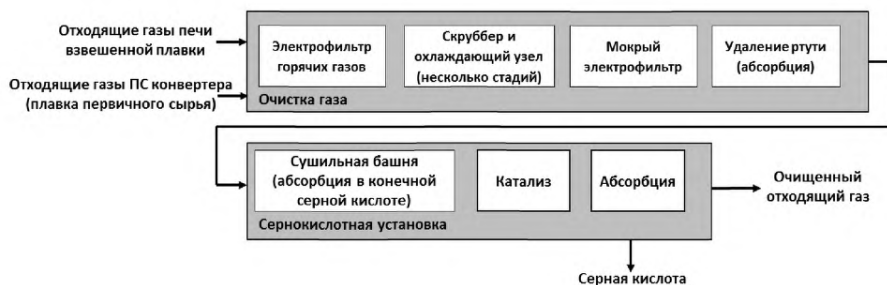 Отходящие газы печи
взвешенной плавки
Отходящие газы ПС конвертера
(плавка первичного сырья)
Электрофильтр
горячих газов
Скруббер и
охлаждающий узел
(несколько стадий)
Мокрый
электрофильтр
Удаление ртути
(абсорбция)
Очистка газа
Сушильная башня
(абсорбция в конечной
серной кислоте)
Катализ
Абсорбция
Сернокислотная установка
Очищенный
отходящий газ
Серная кислота